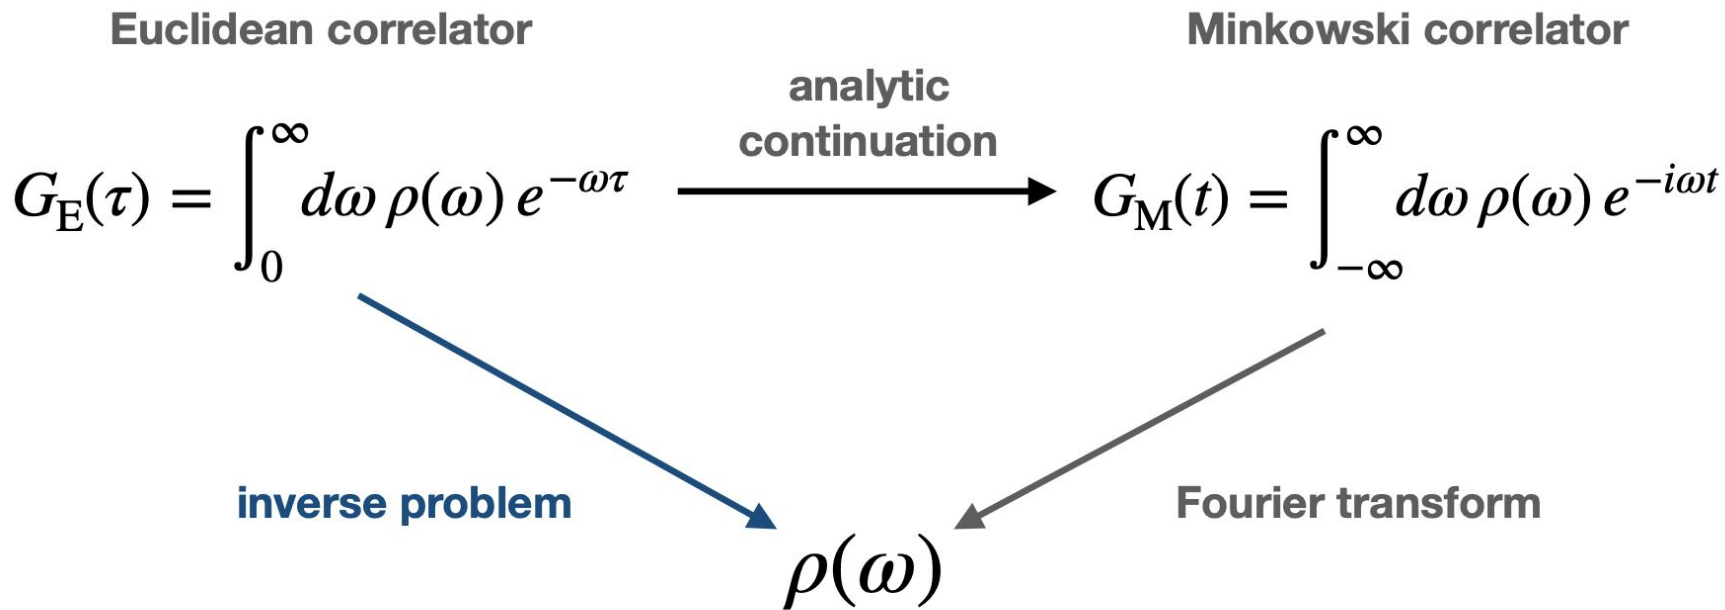 Euclidean correlator
Minkowski correlator
analytic
continuation
G_E(τ) = ∫_0^∞ dω ρ(ω) e^{−ωτ}
G_M(t) = ∫_{−∞}^∞ dω ρ(ω) e^{−iωt}
inverse problem
Fourier transform
ρ(ω)